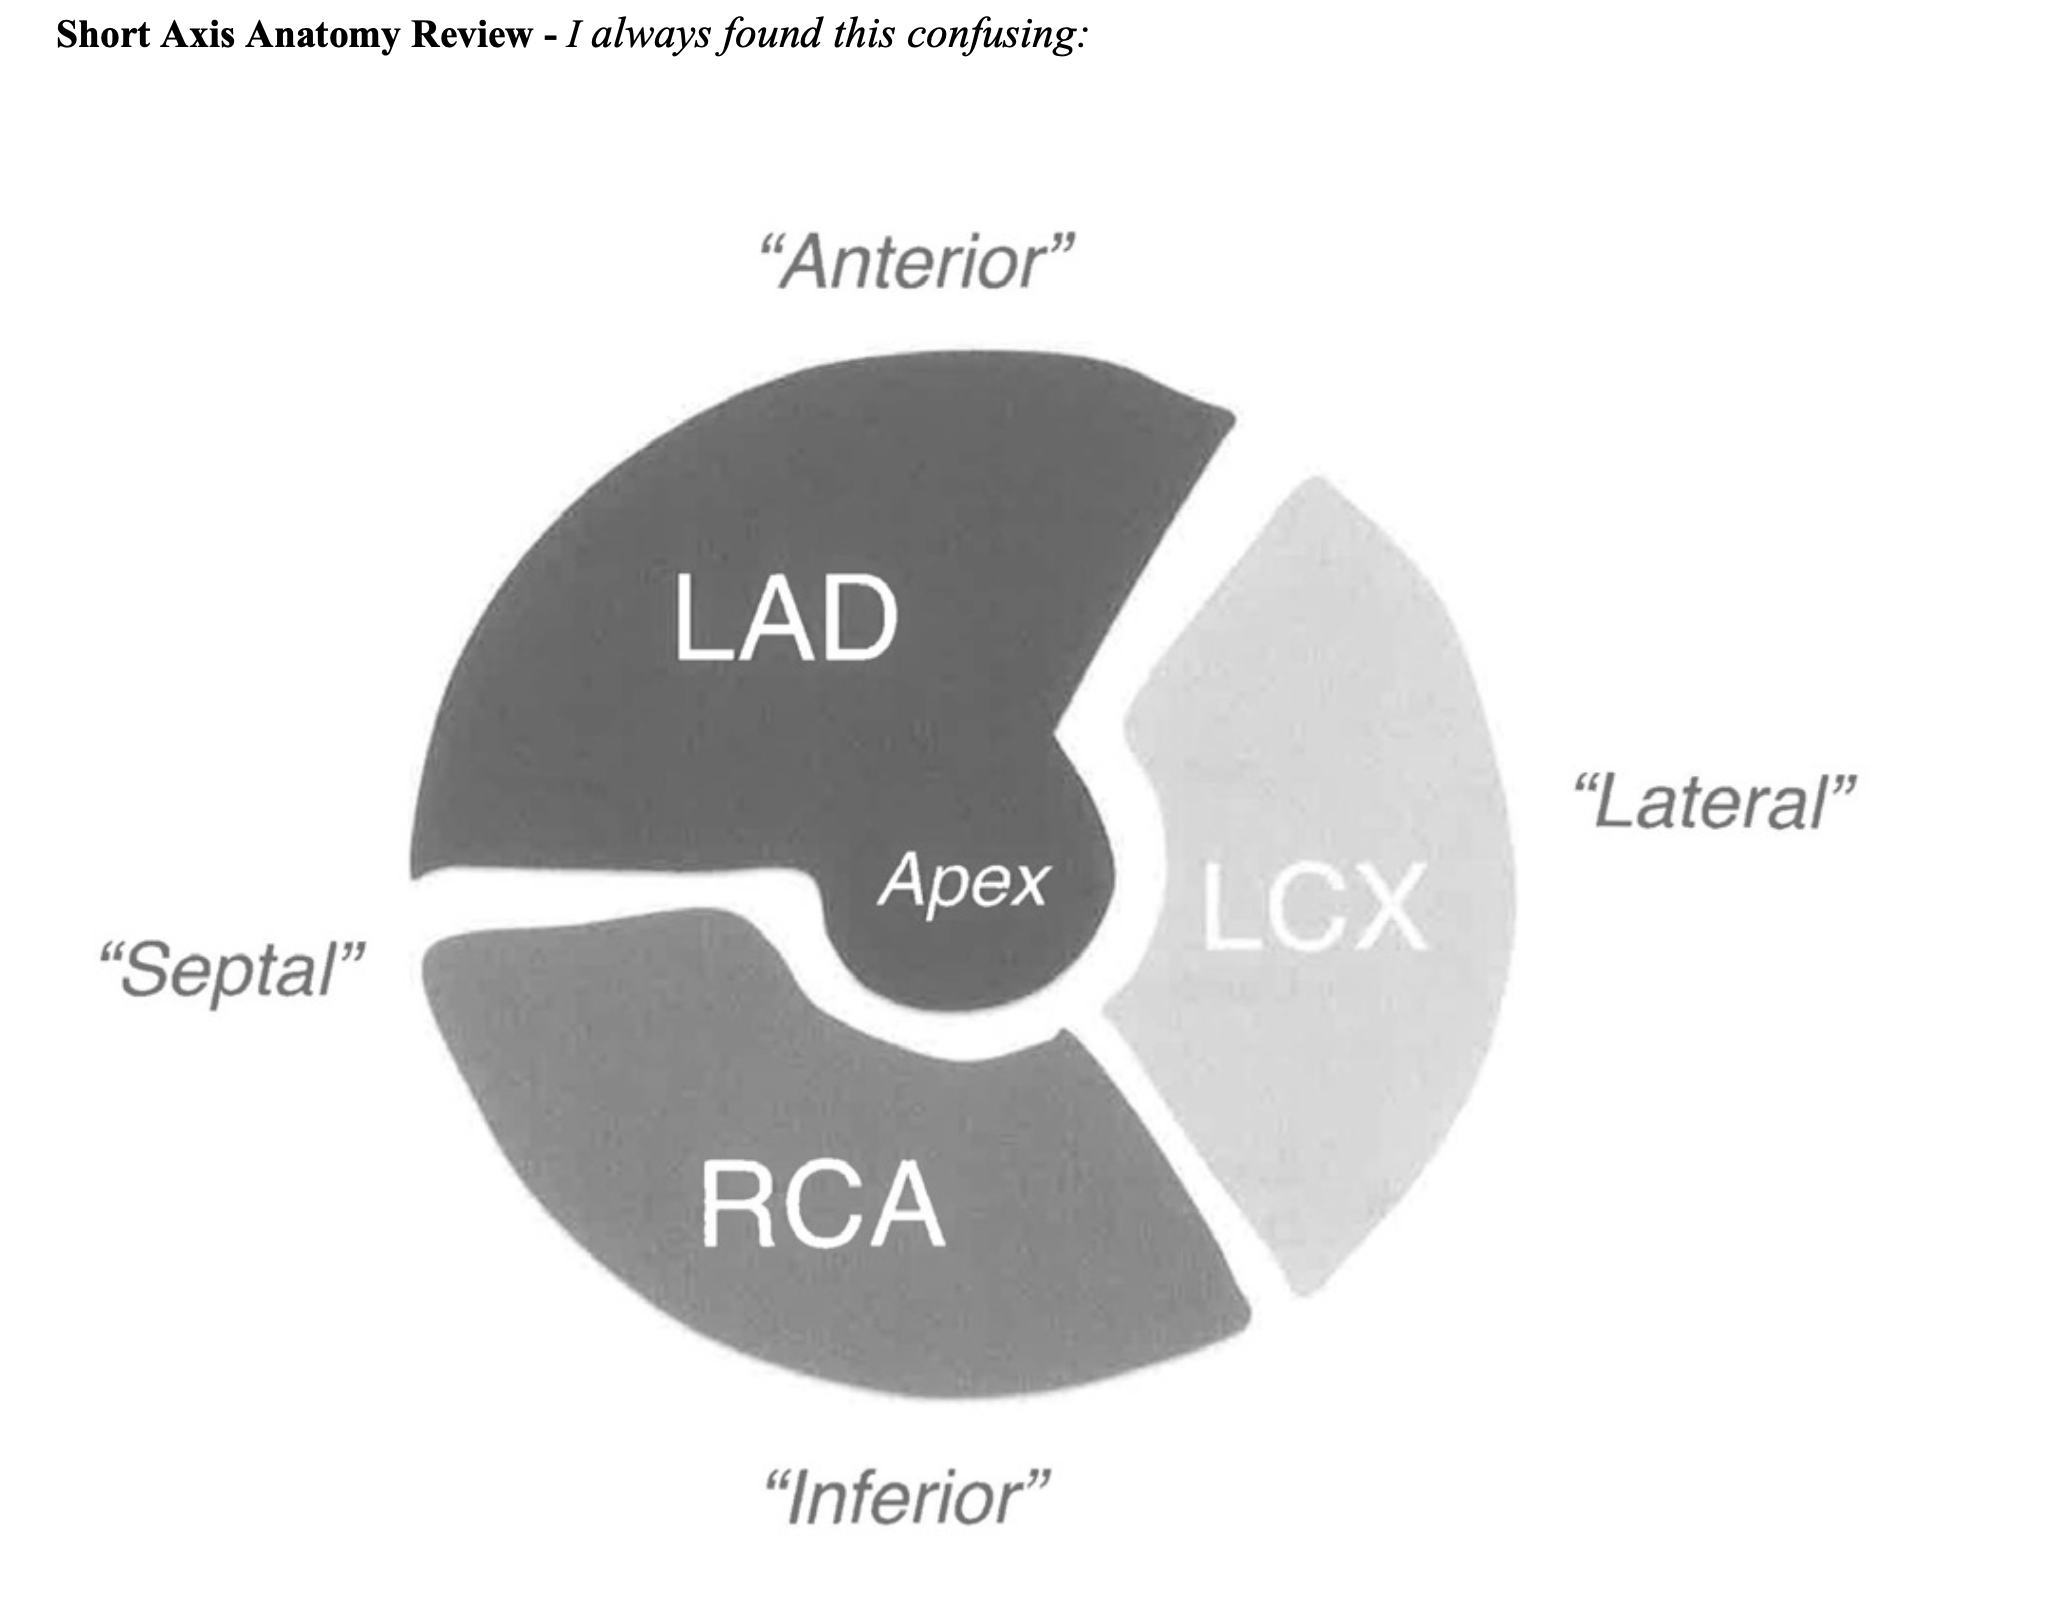 Short Axis Anatomy Review - I always found this confusing:
“Anterior”
LAD
“Lateral”
Apex
LCX
“Septal”
RCA
“Inferior”